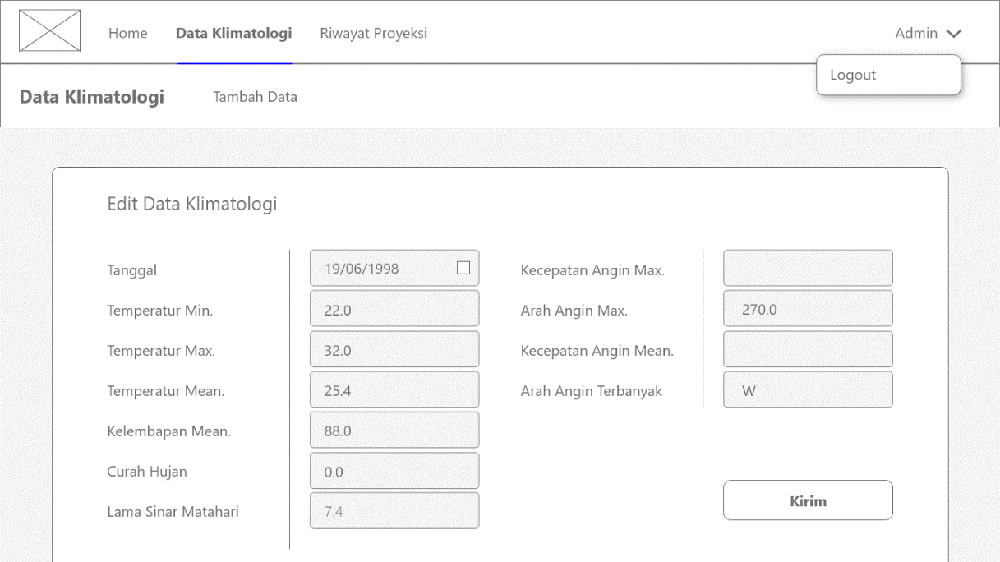 Home Data Klimatologi Riwayat Proyeksi Admin
Logout
Data Klimatologi Tambah Data
Edit Data Klimatologi
Tanggal 19/06/1998
Temperatur Min. 22.0
Temperatur Max. 32.0
Temperatur Mean. 25.4
Kelembapan Mean. 88.0
Curah Hujan 0.0
Lama Sinar Matahari 7.4
Kecepatan Angin Max.
Arah Angin Max. 270.0
Kecepatan Angin Mean.
Arah Angin Terbanyak W
Kirim